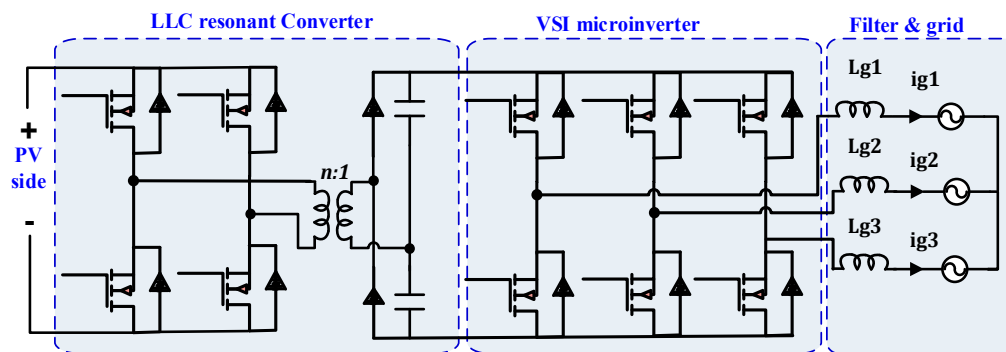 LLC resonant Converter
VSI microinverter
Filter & grid
+
PV
side
-
n:1
Lg1
ig1
Lg2
ig2
Lg3
ig3